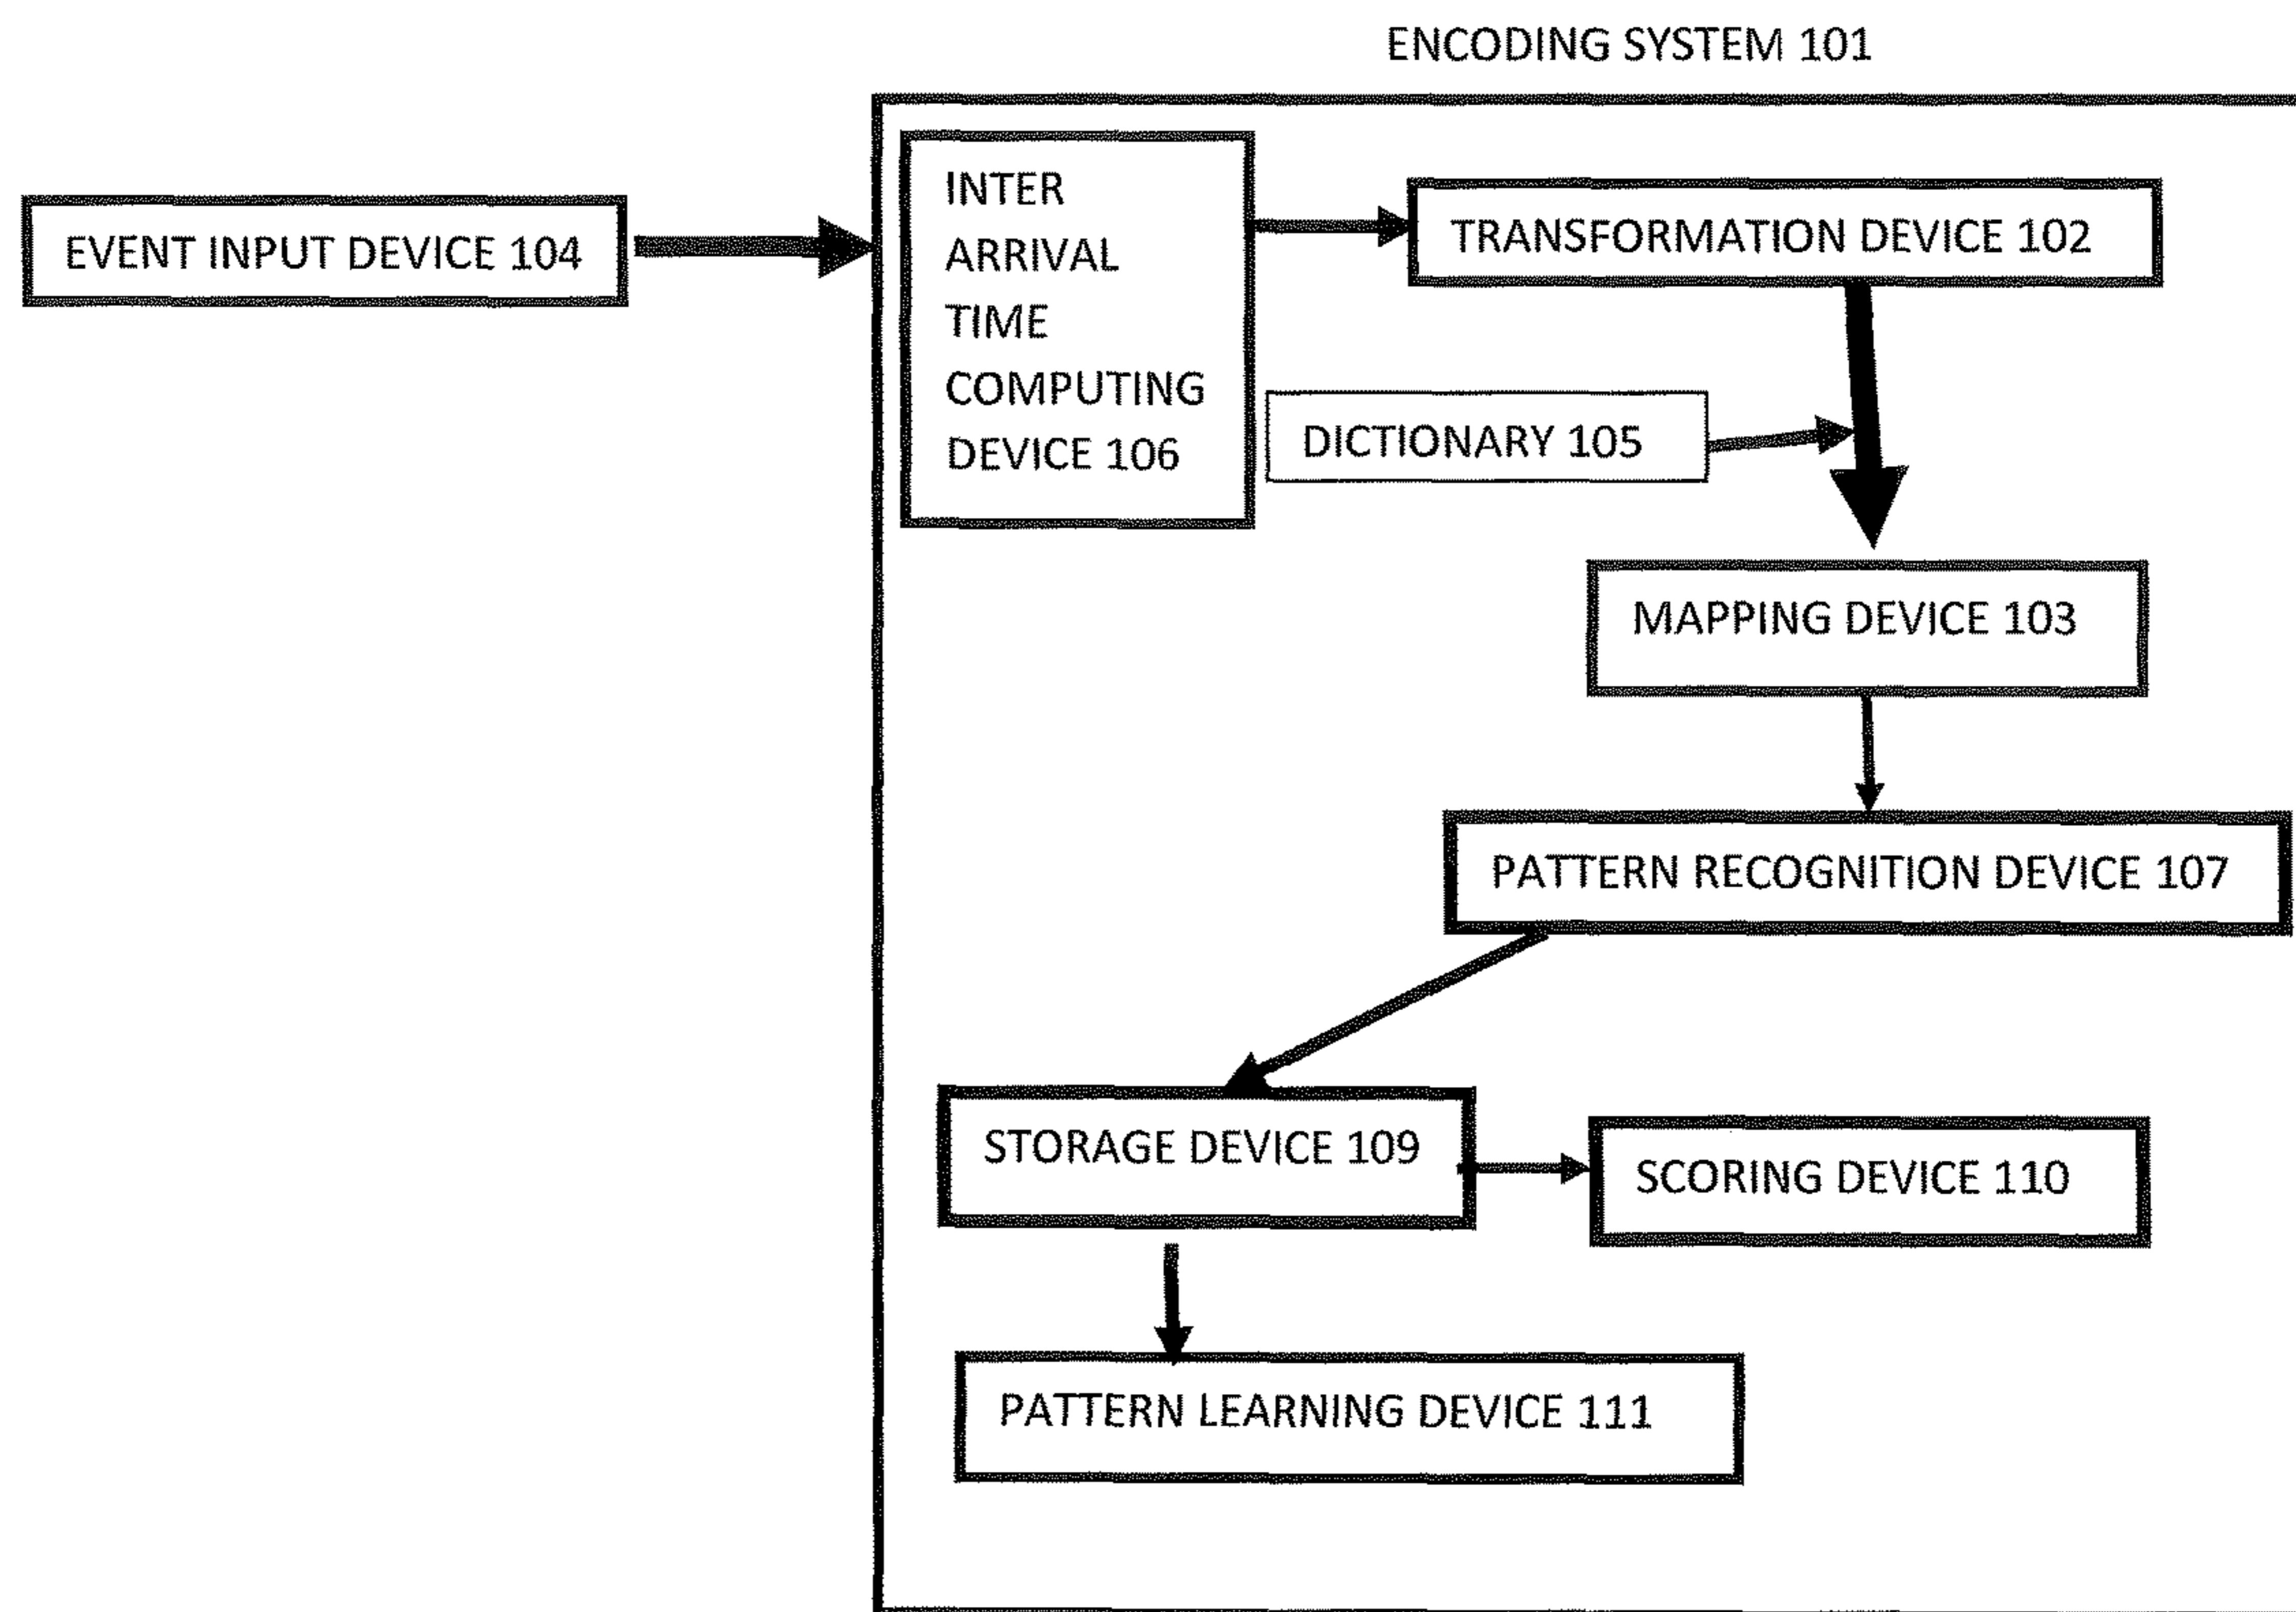 ENCODING SYSTEM 101
EVENT INPUT DEVICE 104
INTER
ARRIVAL
TIME
COMPUTING
DEVICE 106
TRANSFORMATION DEVICE 102
DICTIONARY 105
MAPPING DEVICE 103
PATTERN RECOGNITION DEVICE 107
STORAGE DEVICE 109
SCORING DEVICE 110
PATTERN LEARNING DEVICE 111